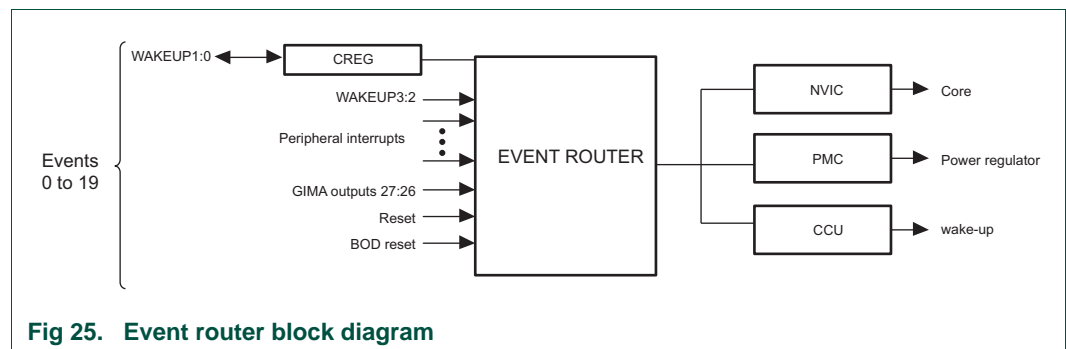 WAKEUP1:0
CREG
WAKEUP3:2
Peripheral interrupts
GIMA outputs 27:26
Reset
BOD reset
Events
0 to 19
EVENT ROUTER
NVIC
Core
PMC
Power regulator
CCU
wake-up
Fig 25. Event router block diagram